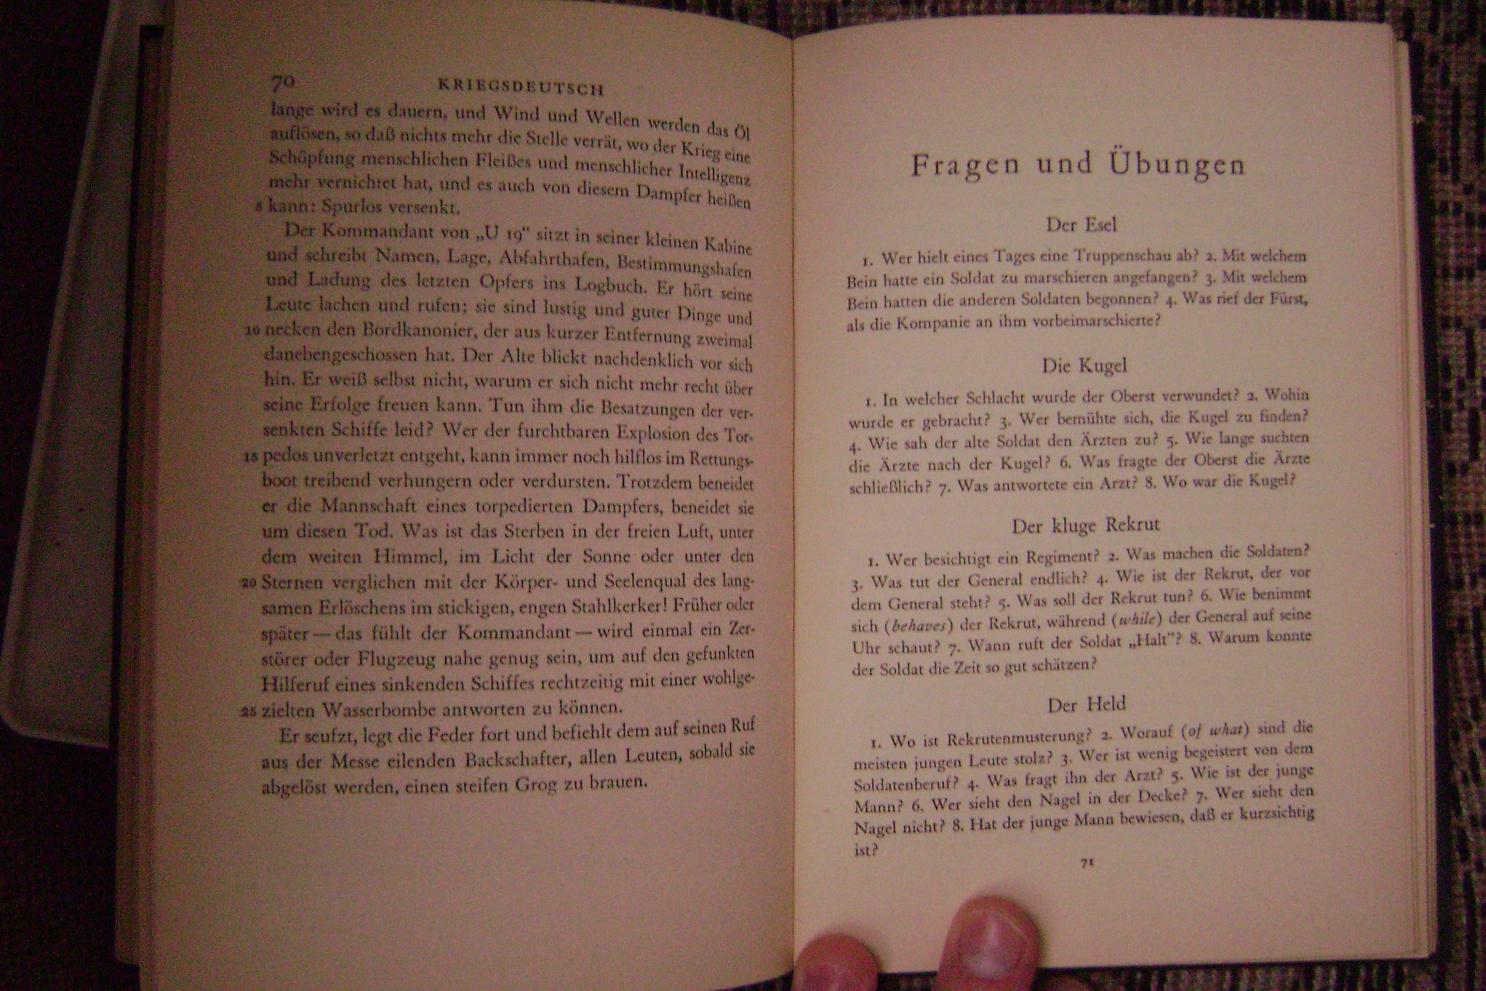 70 KRIEGSDEUTSCH
lange wird es dauern, und Wind und Wellen werden das Öl
auflösen, so daß nichts mehr die Stelle verrät, wo der Krieg eine
Schöpfung menschlichen Fleißes und menschlicher Intelligenz
mehr vernichtet hat, und es auch von diesem Dampfer heißen
5 kann: Spurlos versenkt.
Der Kommandant von „U 19“ sitzt in seiner kleinen Kabine
und schreibt Namen, Lage, Abfahrthafen, Bestimmungshafen
und Ladung des letzten Opfers ins Logbuch. Er hört seine
Leute lachen und rufen; sie sind lustig und guter Dinge und
10 necken den Bordkanonier, der aus kurzer Entfernung zweimal
danebengeschossen hat. Der Alte blickt nachdenklich vor sich
hin. Er weiß selbst nicht, warum er sich nicht mehr recht über
seine Erfolge freuen kann. Tun ihm die Besatzungen der ver-
senkten Schiffe leid? Wer der furchtbaren Explosion des Tor-
15 pedos unverletzt entgeht, kann immer noch hilflos im Rettungs-
boot treibend verhungern oder verdursten. Trotzdem beneidet
er die Mannschaft eines torpedierten Dampfers, beneidet sie
um diesen Tod. Was ist das Sterben in der freien Luft, unter
dem weiten Himmel, im Licht der Sonne oder unter den
20 Sternen verglichen mit der Körper- und Seelenqual des lang-
samen Erlöschens im stickigen, engen Stahlkerker! Früher oder
später — das fühlt der Kommandant — wird einmal ein Zer-
störer oder Flugzeug nahe genug sein, um auf den gefunkten
Hilferuf eines sinkenden Schiffes rechtzeitig mit einer wohlge-
25 zielten Wasserbombe antworten zu können.
Er seufzt, legt die Feder fort und befiehlt dem auf seinen Ruf
aus der Messe eilenden Backschafter, allen Leuten, sobald sie
abgelöst werden, einen steifen Grog zu brauen.
Fragen und Übungen
Der Esel
1. Wer hielt eines Tages eine Truppenschau ab? 2. Mit welchem
Bein hatte ein Soldat zu marschieren angefangen? 3. Mit welchem
Bein hatten die anderen Soldaten begonnen? 4. Was rief der Fürst,
als die Kompanie an ihm vorbeimarschierte?
Die Kugel
1. In welcher Schlacht wurde der Oberst verwundet? 2. Wohin
wurde er gebracht? 3. Wer bemühte sich, die Kugel zu finden?
4. Wie sah der alte Soldat den Ärzten zu? 5. Wie lange suchten
die Ärzte nach der Kugel? 6. Was fragte der Oberst die Ärzte
schließlich? 7. Was antwortete ein Arzt? 8. Wo war die Kugel?
Der kluge Rekrut
1. Wer besichtigt ein Regiment? 2. Was machen die Soldaten?
3. Was tut der General endlich? 4. Wie ist der Rekrut, der vor
dem General steht? 5. Was soll der Rekrut tun? 6. Wie benimmt
sich (behaves) der Rekrut, während (while) der General auf seine
Uhr schaut? 7. Wann ruft der Soldat „Halt“? 8. Warum konnte
der Soldat die Zeit so gut schätzen?
Der Held
1. Wo ist Rekrutenmusterung? 2. Worauf (of what) sind die
meisten jungen Leute stolz? 3. Wer ist wenig begeistert von dem
Soldatenberuf? 4. Was fragt ihn der Arzt? 5. Wie ist der junge
Mann? 6. Wer sieht den Nagel in der Decke? 7. Wer sieht den
Nagel nicht? 8. Hat der junge Mann bewiesen, daß er kurzsichtig
ist?
71